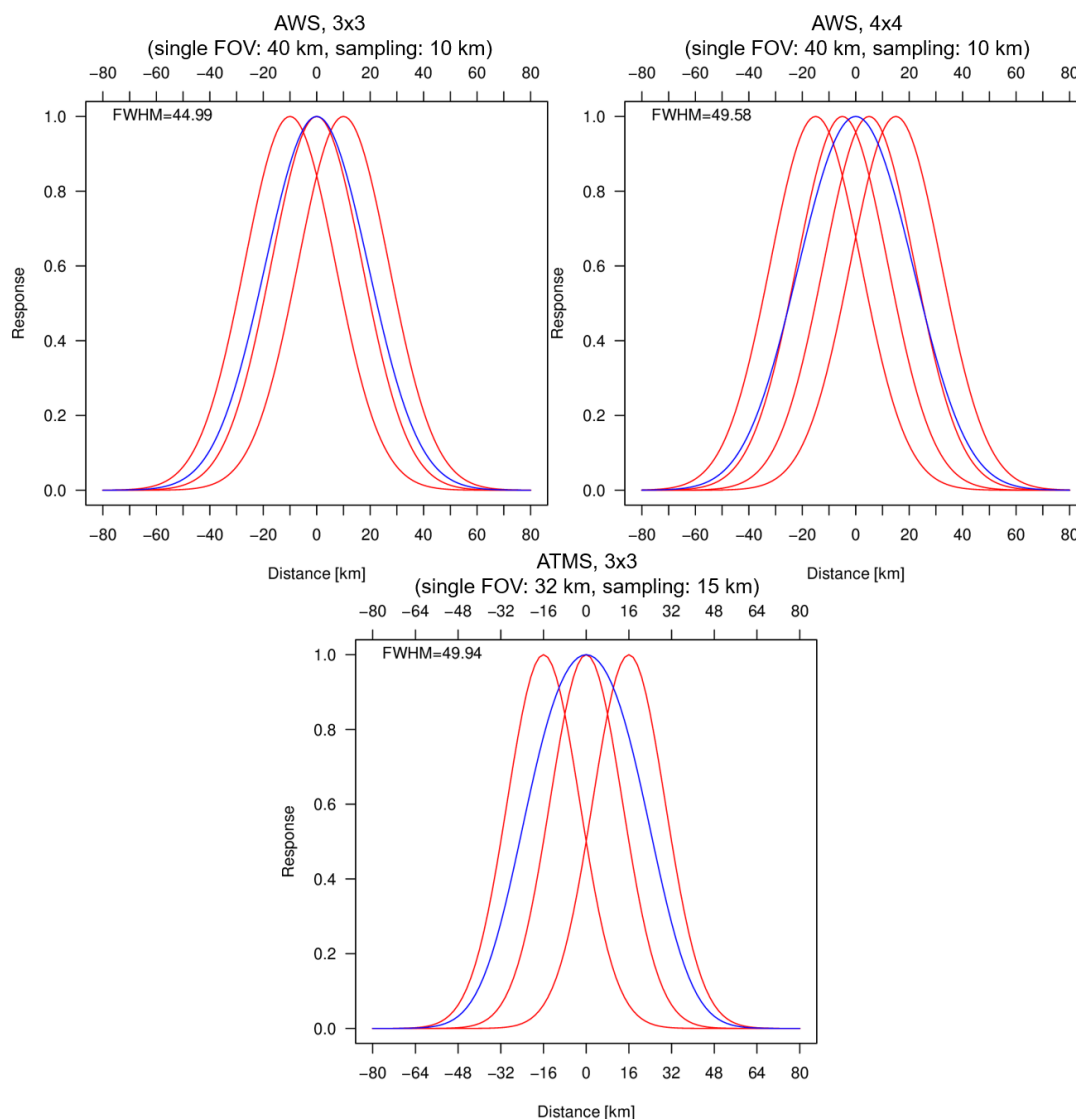 AWS, 3x3
(single FOV: 40 km, sampling: 10 km)
−80 −60 −40 −20 0 20 40 60 80
FWHM=44.99
1.0
0.8
0.6
0.4
0.2
0.0
Response
−80 −60 −40 −20 0 20 40 60 80
Distance [km]
AWS, 4x4
(single FOV: 40 km, sampling: 10 km)
−80 −60 −40 −20 0 20 40 60 80
FWHM=49.58
1.0
0.8
0.6
0.4
0.2
0.0
Response
−80 −60 −40 −20 0 20 40 60 80
Distance [km]
ATMS, 3x3
(single FOV: 32 km, sampling: 15 km)
−80 −64 −48 −32 −16 0 16 32 48 64 80
FWHM=49.94
1.0
0.8
0.6
0.4
0.2
0.0
Response
−80 −64 −48 −32 −16 0 16 32 48 64 80
Distance [km]